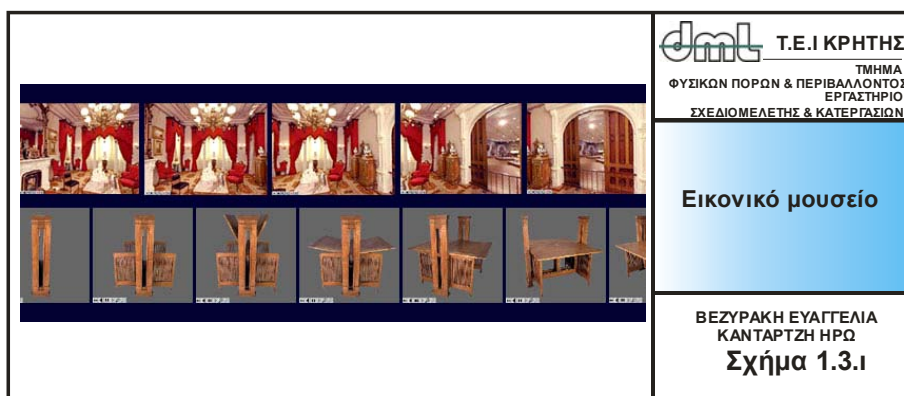 dml Τ.Ε.Ι ΚΡΗΤΗΣ
ΤΜΗΜΑ
ΦΥΣΙΚΩΝ ΠΟΡΩΝ & ΠΕΡΙΒΑΛΛΟΝΤΟΣ
ΕΡΓΑΣΤΗΡΙΟ
ΣΧΕΔΙΟΜΕΛΕΤΗΣ & ΚΑΤΕΡΓΑΣΙΩΝ
Εικονικό μουσείο
ΒΕΖΥΡΑΚΗ ΕΥΑΓΓΕΛΙΑ
ΚΑΝΤΑΡΤΖΗ ΗΡΩ
Σχήμα 1.3.ι